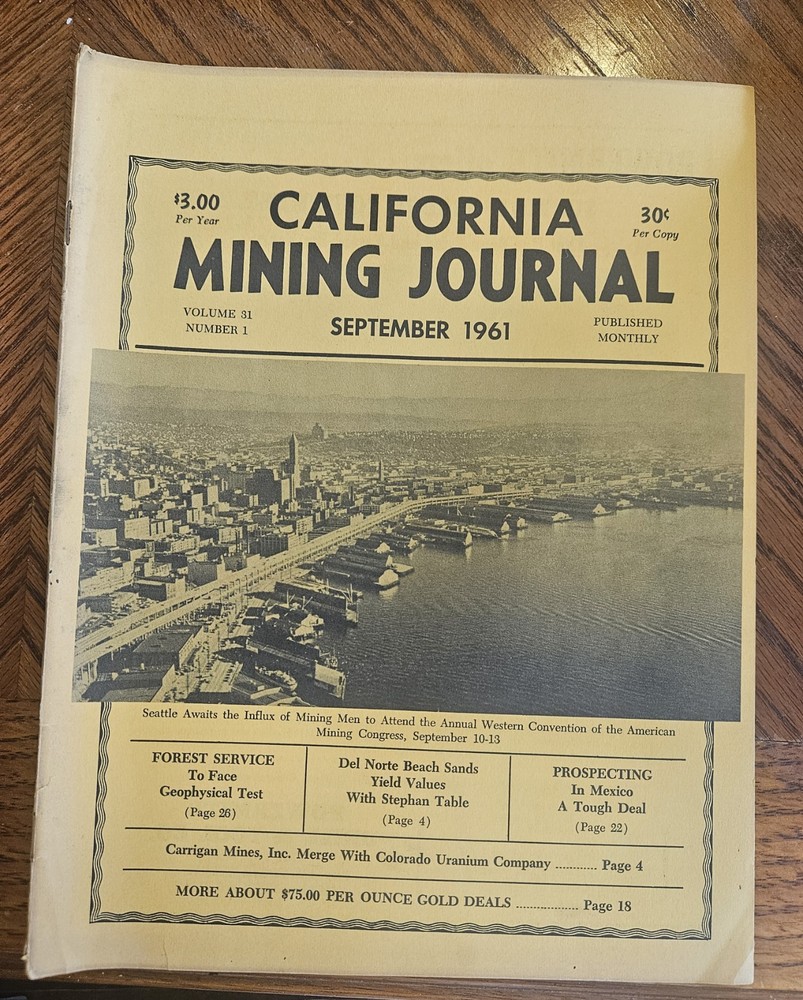 $3.00
Per Year
CALIFORNIA
30¢
Per Copy
MINING JOURNAL
VOLUME 31
NUMBER 1
SEPTEMBER 1961
PUBLISHED
MONTHLY
Seattle Awaits the Influx of Mining Men to Attend the Annual Western Convention of the American
Mining Congress, September 10-13
FOREST SERVICE
To Face
Geophysical Test
(Page 26)
Del Norte Beach Sands
Yield Values
With Stephan Table
(Page 4)
PROSPECTING
In Mexico
A Tough Deal
(Page 22)
Carrigan Mines, Inc. Merge With Colorado Uranium Company ............ Page 4
MORE ABOUT $75.00 PER OUNCE GOLD DEALS .................. Page 18